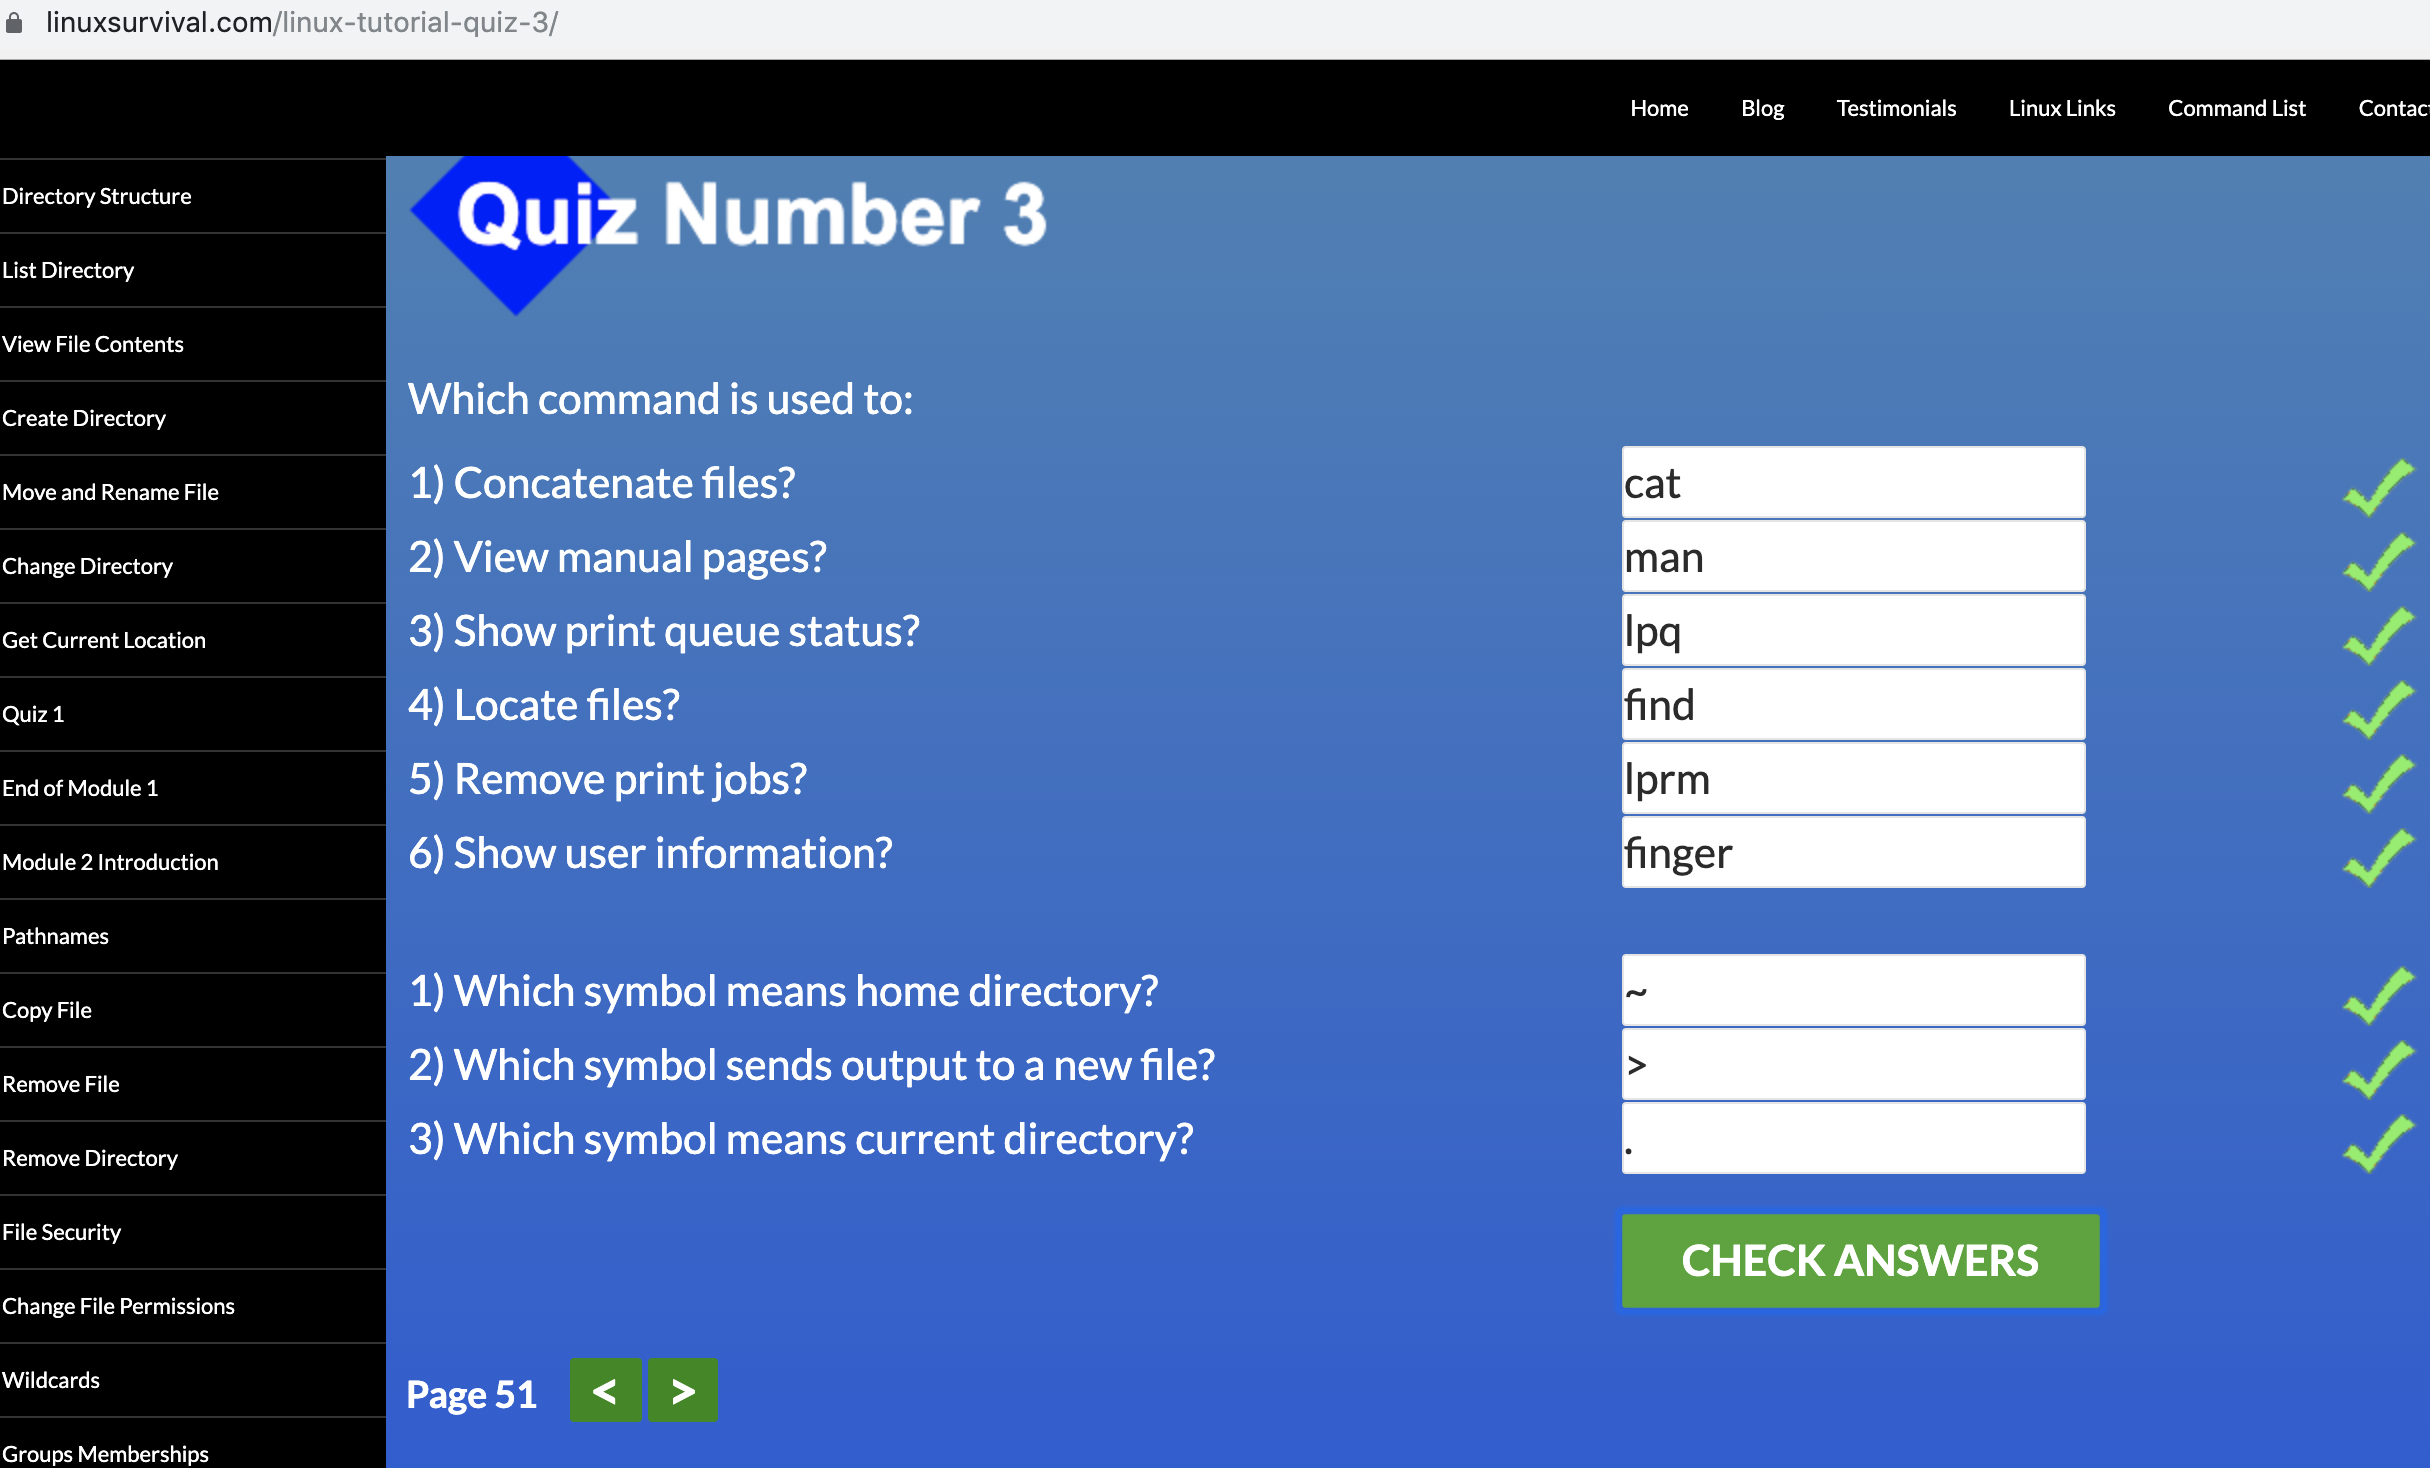 linuxsurvival.com/linux-tutorial-quiz-3/
Home Blog Testimonials Linux Links Command List Contac
Directory Structure
List Directory
View File Contents
Create Directory
Move and Rename File
Change Directory
Get Current Location
Quiz 1
End of Module 1
Module 2 Introduction
Pathnames
Copy File
Remove File
Remove Directory
File Security
Change File Permissions
Wildcards
Groups Memberships
Quiz Number 3
Which command is used to:
1) Concatenate files? cat
2) View manual pages? man
3) Show print queue status? lpq
4) Locate files? find
5) Remove print jobs? lprm
6) Show user information? finger
1) Which symbol means home directory? ~
2) Which symbol sends output to a new file? >
3) Which symbol means current directory? .
CHECK ANSWERS
Page 51 < >